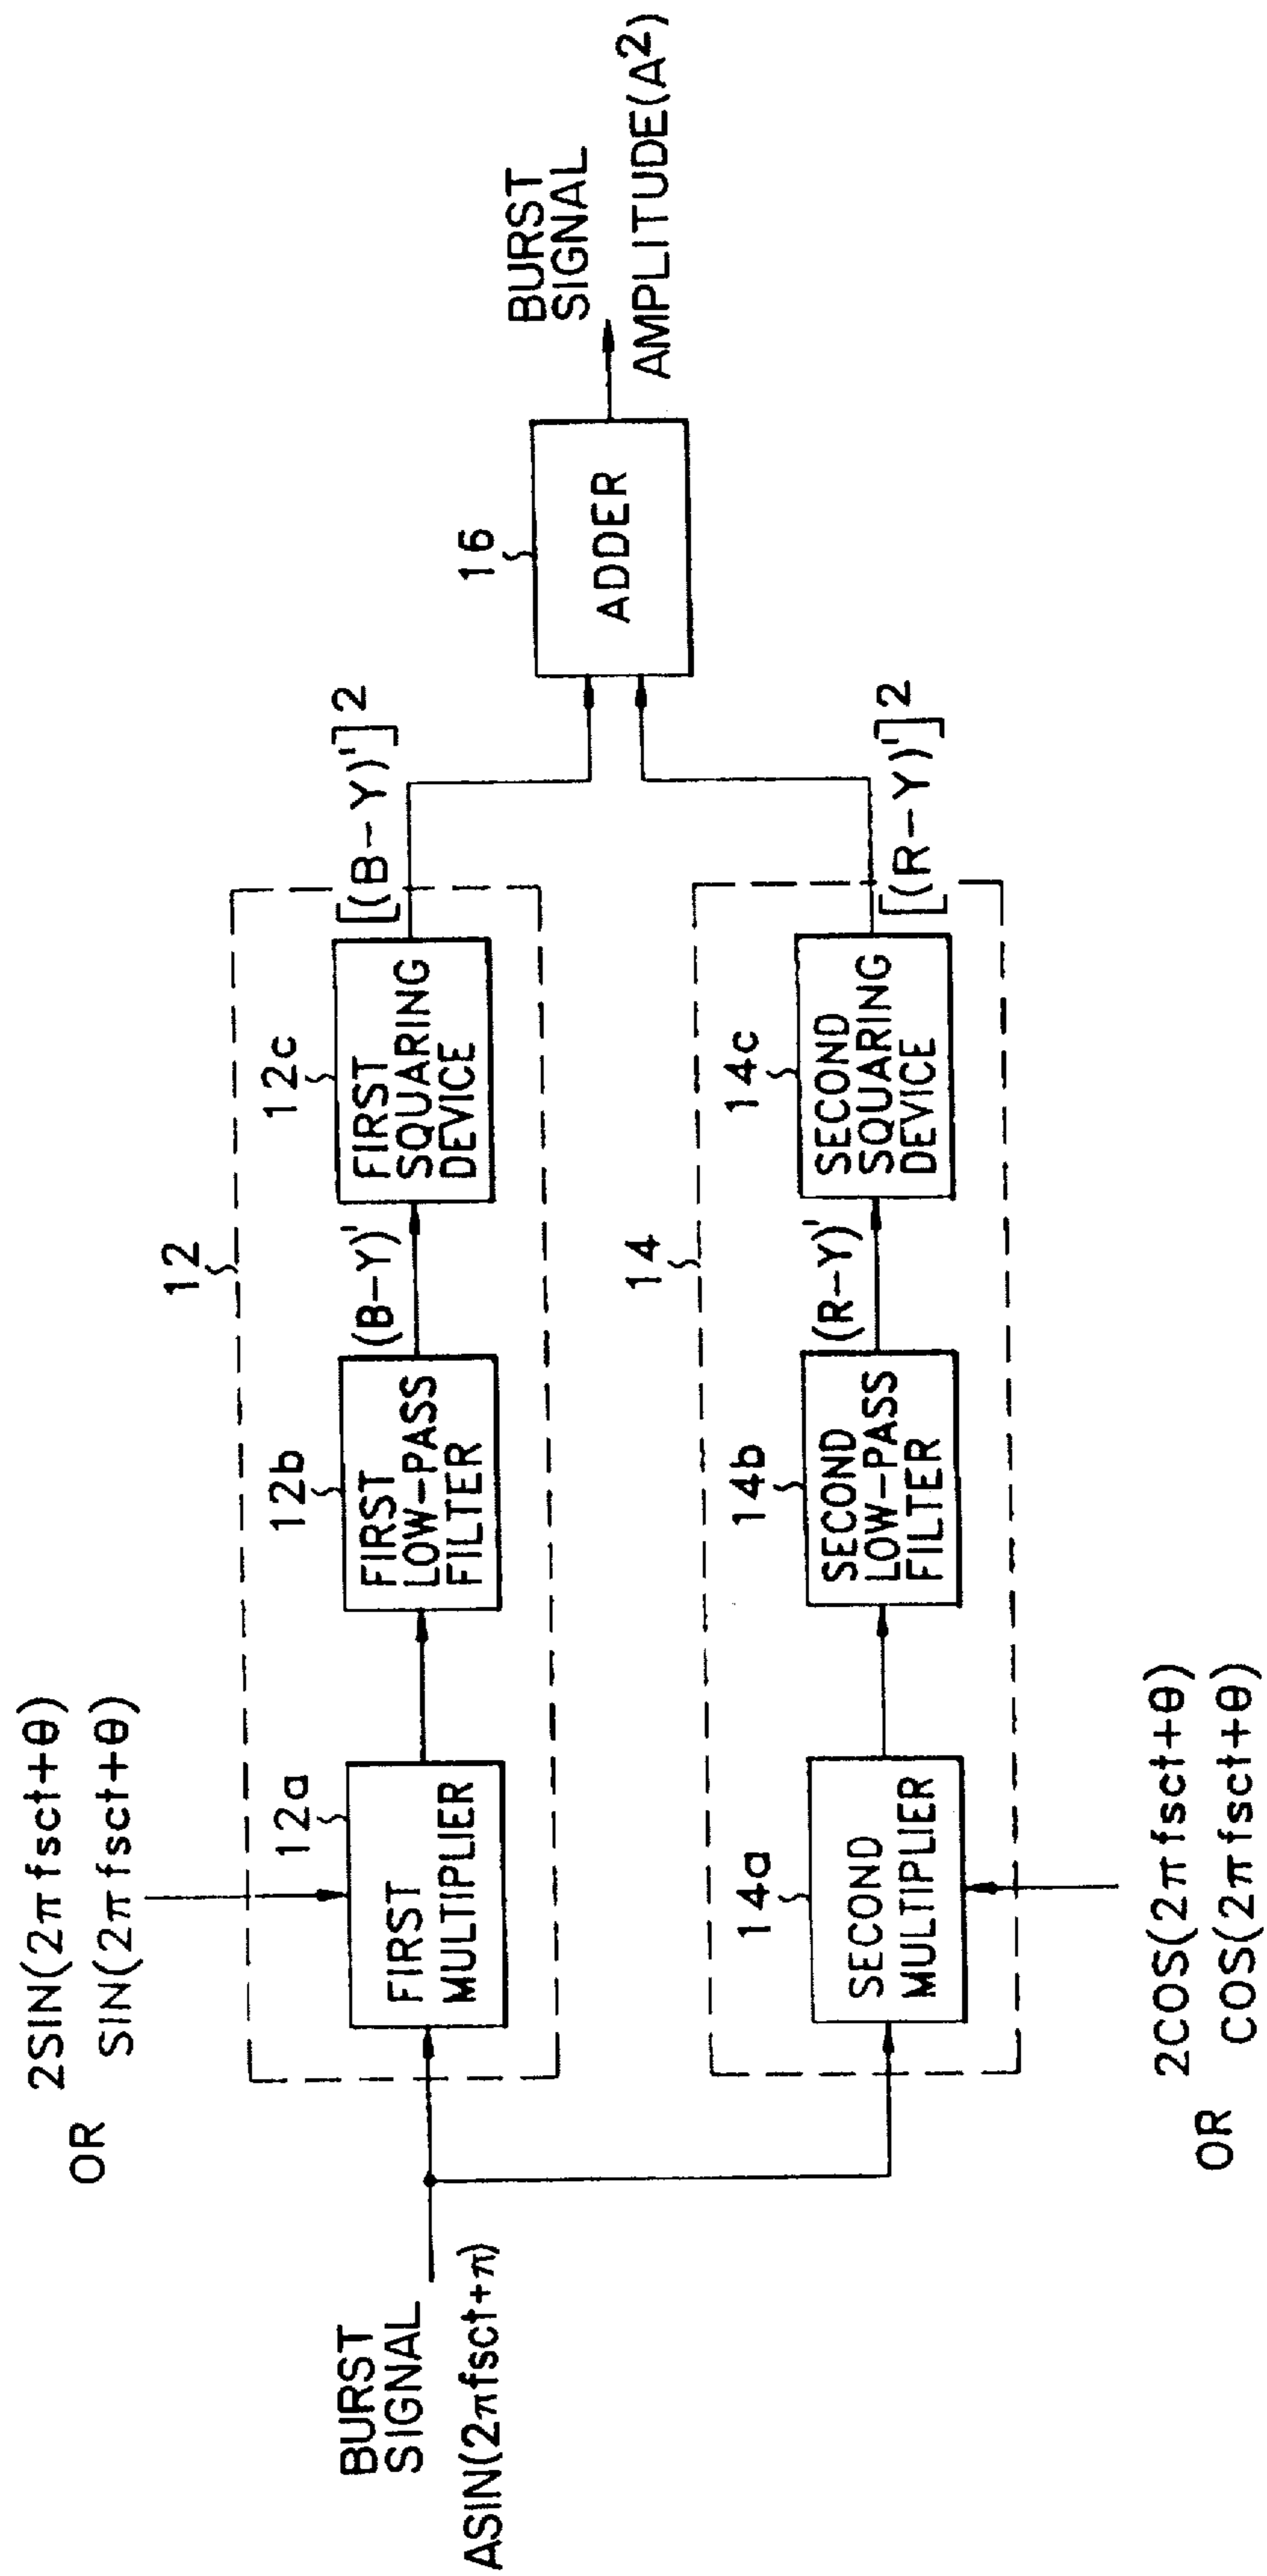 2SIN(2πfsct+θ)
OR
SIN(2πfsct+θ)
12
12a
FIRST
MULTIPLIER
12b
FIRST
LOW-PASS
FILTER
(B-Y)'
12c
FIRST
SQUARING
DEVICE
[(B-Y)']2
BURST
SIGNAL
ASIN(2πfsct+π)
16
ADDER
BURST
SIGNAL
AMPLITUDE(A2)
14
14a
SECOND
MULTIPLIER
14b
SECOND
LOW-PASS
FILTER
(R-Y)'
14c
SECOND
SQUARING
DEVICE
[(R-Y)']2
2COS(2πfsct+θ)
OR
COS(2πfsct+θ)